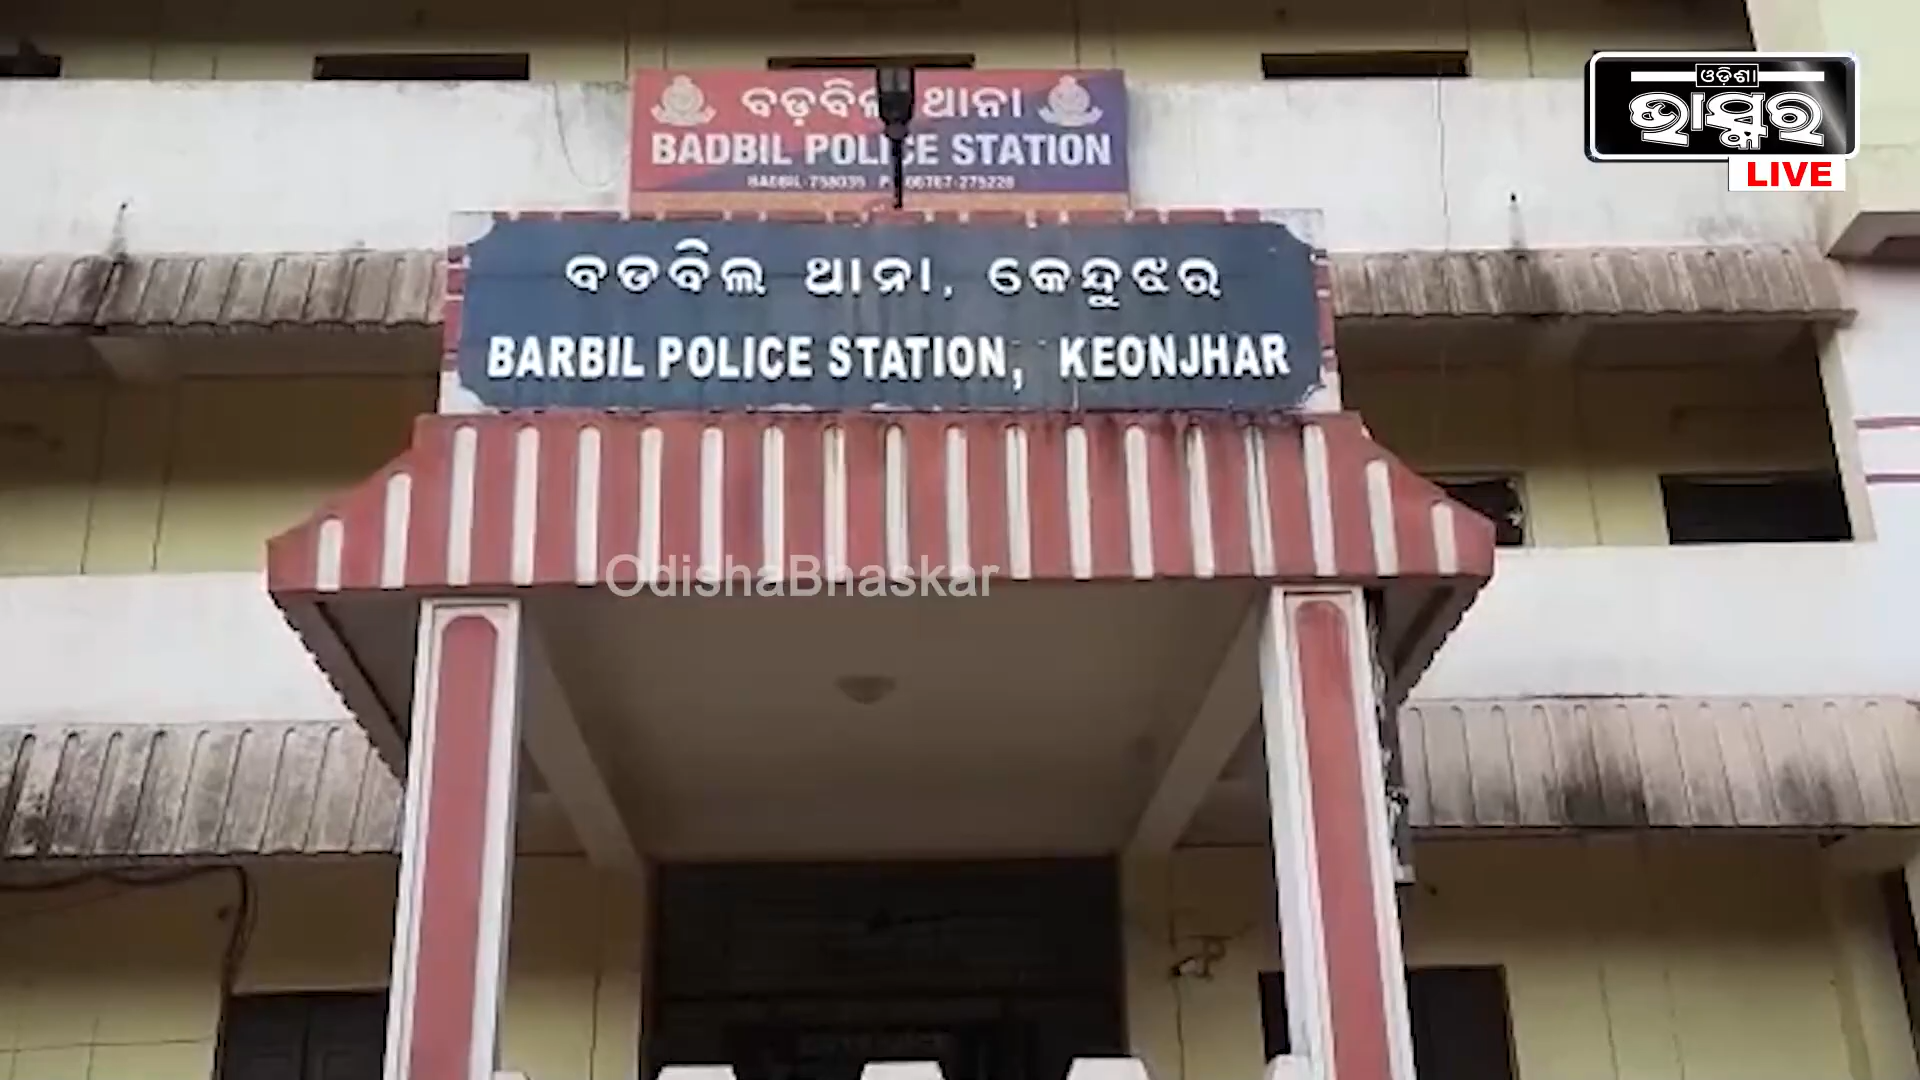 ବଡ଼ବିଲ ଥାନା
BADBIL POLICE STATION
ଓଡ଼ିଶା
ଭାସ୍କର
LIVE
ବଡବିଲ ଥାନା, କେନ୍ଦୁଝର
BARBIL POLICE STATION, KEONJHAR
OdishaBhaskar